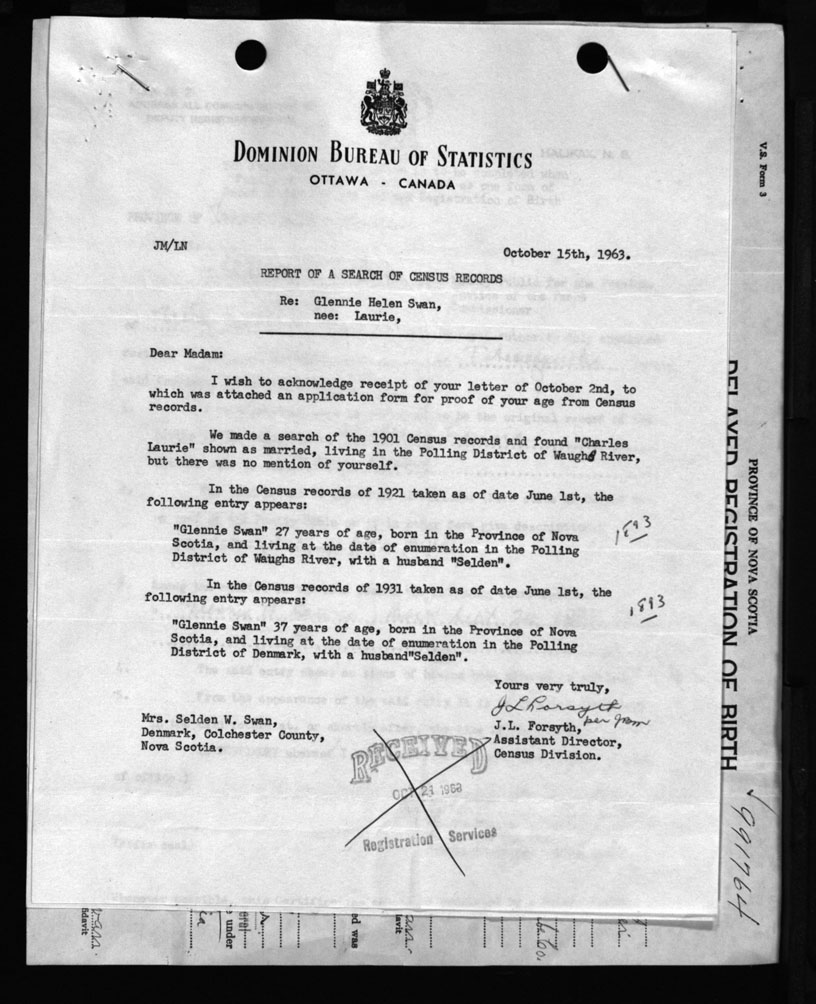 DOMINION BUREAU OF STATISTICS
OTTAWA - CANADA
JM/LN
October 15th, 1963.
REPORT OF A SEARCH OF CENSUS RECORDS
Re: Glennie Helen Swan,
nee: Laurie,
Dear Madam:
I wish to acknowledge receipt of your letter of October 2nd, to
which was attached an application form for proof of your age from Census
records.
We made a search of the 1901 Census records and found "Charles
Laurie" shown as married, living in the Polling District of Waughs River,
but there was no mention of yourself.
In the Census records of 1921 taken as of date June 1st, the
following entry appears:
"Glennie Swan" 27 years of age, born in the Province of Nova
Scotia, and living at the date of enumeration in the Polling
District of Waughs River, with a husband "Selden".
1893
In the Census records of 1931 taken as of date June 1st, the
following entry appears:
1893
"Glennie Swan" 37 years of age, born in the Province of Nova
Scotia, and living at the date of enumeration in the Polling
District of Denmark, with a husband"Selden".
Yours very truly,
J L Forsyth
per
J.L. Forsyth,
Assistant Director,
Census Division.
Mrs. Selden W. Swan,
Denmark, Colchester County,
Nova Scotia.
RECEIVED
OCT 21 1963
Registration Services
V.S. Form 3
PROVINCE OF NOVA SCOTIA
DELAYED REGISTRATION OF BIRTH
991764
fidavit
e under
ed was